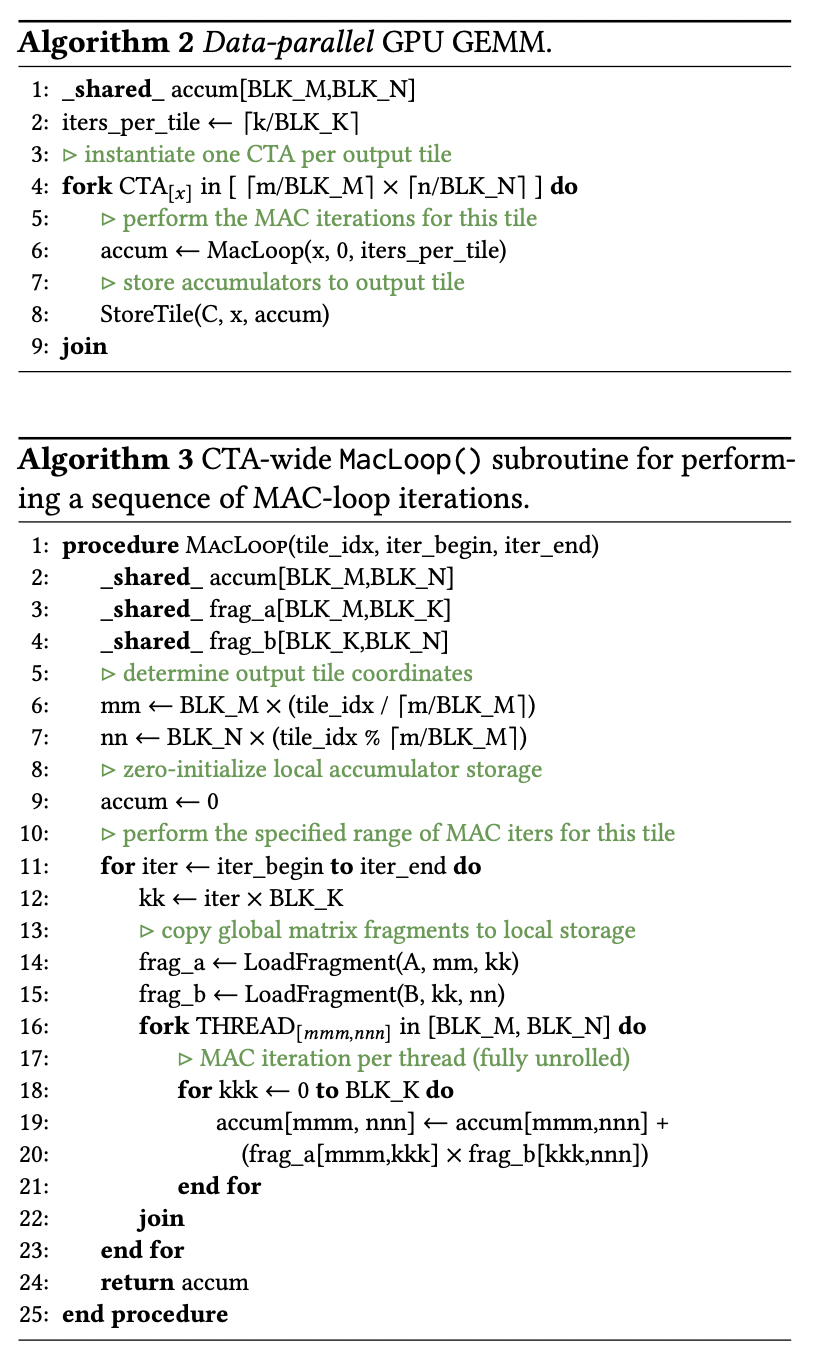 Algorithm 2 Data-parallel GPU GEMM.
1: _shared_ accum[BLK_M,BLK_N]
2: iters_per_tile ← ⌈k/BLK_K⌉
3: ▷ instantiate one CTA per output tile
4: fork CTA[x] in [ ⌈m/BLK_M⌉ × ⌈n/BLK_N⌉ ] do
5: ▷ perform the MAC iterations for this tile
6: accum ← MacLoop(x, 0, iters_per_tile)
7: ▷ store accumulators to output tile
8: StoreTile(C, x, accum)
9: join
Algorithm 3 CTA-wide MacLoop() subroutine for perform-
ing a sequence of MAC-loop iterations.
1: procedure MacLoop(tile_idx, iter_begin, iter_end)
2: _shared_ accum[BLK_M,BLK_N]
3: _shared_ frag_a[BLK_M,BLK_K]
4: _shared_ frag_b[BLK_K,BLK_N]
5: ▷ determine output tile coordinates
6: mm ← BLK_M × (tile_idx / ⌈m/BLK_M⌉)
7: nn ← BLK_N × (tile_idx % ⌈m/BLK_M⌉)
8: ▷ zero-initialize local accumulator storage
9: accum ← 0
10: ▷ perform the specified range of MAC iters for this tile
11: for iter ← iter_begin to iter_end do
12: kk ← iter × BLK_K
13: ▷ copy global matrix fragments to local storage
14: frag_a ← LoadFragment(A, mm, kk)
15: frag_b ← LoadFragment(B, kk, nn)
16: fork THREAD[mmm,nnn] in [BLK_M, BLK_N] do
17: ▷ MAC iteration per thread (fully unrolled)
18: for kkk ← 0 to BLK_K do
19: accum[mmm, nnn] ← accum[mmm,nnn] +
20: (frag_a[mmm,kkk] × frag_b[kkk,nnn])
21: end for
22: join
23: end for
24: return accum
25: end procedure